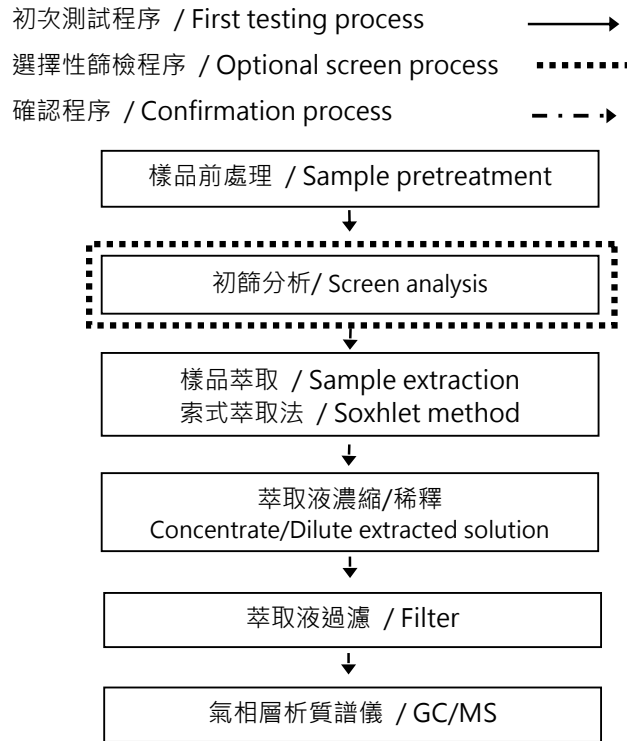 初次測試程序 / First testing process
選擇性篩檢程序 / Optional screen process
確認程序 / Confirmation process
樣品前處理 / Sample pretreatment
初篩分析/ Screen analysis
樣品萃取 / Sample extraction
索式萃取法 / Soxhlet method
萃取液濃縮/稀釋
Concentrate/Dilute extracted solution
萃取液過濾 / Filter
氣相層析質譜儀 / GC/MS